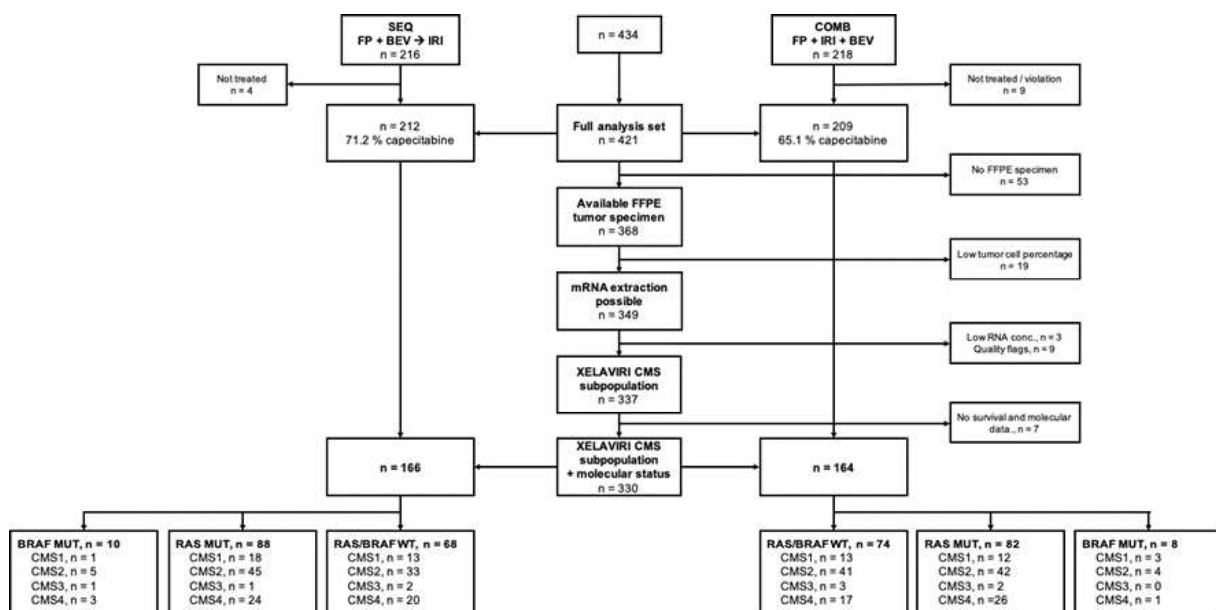 SEQ
FP + BEV → IRI
n = 216
n = 434
COMB
FP + IRI + BEV
n = 218
Not treated
n = 4
Not treated / violation
n = 9
n = 212
71.2 % capecitabine
Full analysis set
n = 421
n = 209
65.1 % capecitabine
No FFPE specimen
n = 53
Available FFPE
tumor specimen
n = 368
Low tumor cell percentage
n = 19
mRNA extraction
possible
n = 349
Low RNA conc., n = 3
Quality flags, n = 9
XELAVIRI CMS
subpopulation
n = 337
No survival and molecular
data., n = 7
n = 166
XELAVIRI CMS
subpopulation
+ molecular status
n = 330
n = 164
BRAF MUT, n = 10
CMS1, n = 1
CMS2, n = 5
CMS3, n = 1
CMS4, n = 3
RAS MUT, n = 88
CMS1, n = 18
CMS2, n = 45
CMS3, n = 1
CMS4, n = 24
RAS/BRAF WT, n = 68
CMS1, n = 13
CMS2, n = 33
CMS3, n = 2
CMS4, n = 20
RAS/BRAF WT, n = 74
CMS1, n = 13
CMS2, n = 41
CMS3, n = 3
CMS4, n = 17
RAS MUT, n = 82
CMS1, n = 12
CMS2, n = 42
CMS3, n = 2
CMS4, n =26
BRAF MUT, n = 8
CMS1, n = 3
CMS2, n = 4
CMS3, n = 0
CMS4, n = 1